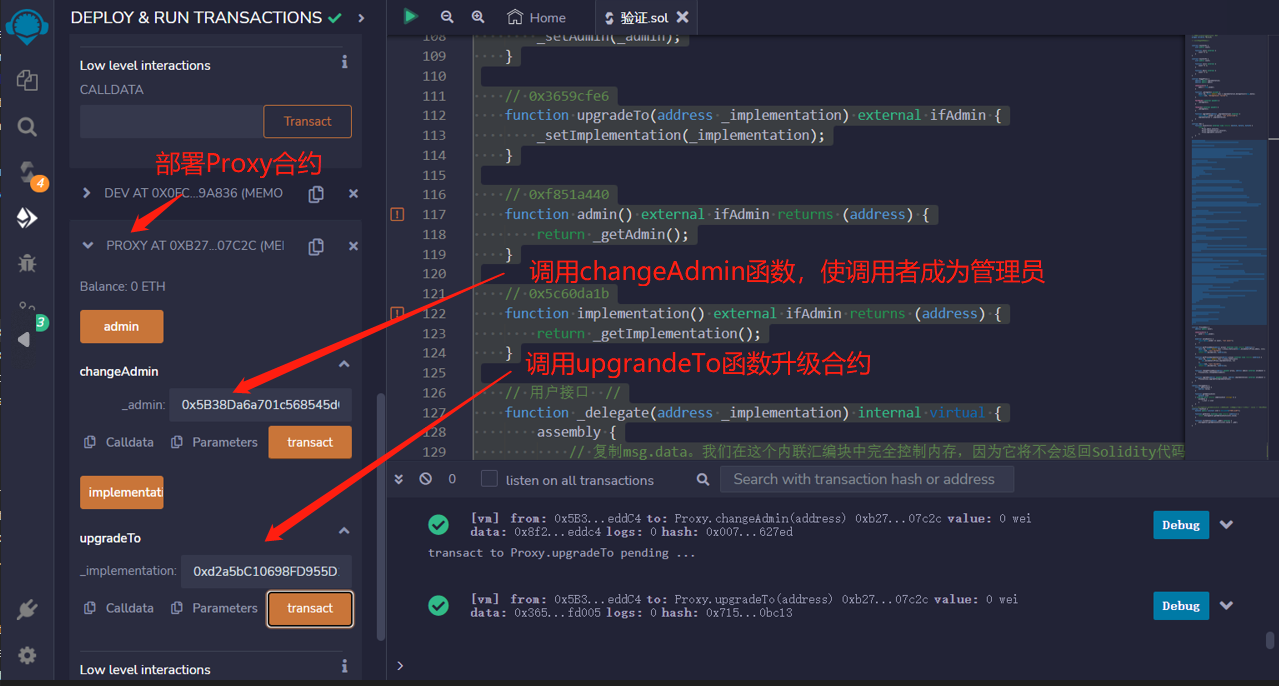 DEPLOY & RUN TRANSACTIONS
Home
验证.sol
Low level interactions
CALLDATA
Transact
部署Proxy合约
4
DEV AT 0X0FC...9A836 (MEMO
PROXY AT 0XB27...07C2C (MEI
Balance: 0 ETH
3
admin
changeAdmin
_admin:
0x5B38Da6a701c568545d
Calldata
Parameters
transact
implementati
upgradeTo
_implementation:
0xd2a5bC10698FD955D
Calldata
Parameters
transact
Low level interactions
108 _setAdmin(_admin);
109 }
110
111 // 0x3659cfe6
112 function upgradeTo(address _implementation) external ifAdmin {
113 _setImplementation(_implementation);
114 }
115
116 // 0xf851a440
117 function admin() external ifAdmin returns (address) {
118 return _getAdmin();
119 }
120
调用changeAdmin函数，使调用者成为管理员
121 // 0x5c60da1b
122 function implementation() external ifAdmin returns (address) {
123 return _getImplementation();
124 }
调用upgrandeTo函数升级合约
125
126 // 用户接口 //
127 function _delegate(address _implementation) internal virtual {
128 assembly {
129 // 复制msg.data。我们在这个内联汇编块中完全控制内存，因为它将不会返回Solidity代码
0
listen on all transactions
Search with transaction hash or address
[vm] from: 0x5B3...eddC4 to: Proxy.changeAdmin(address) 0xb27...07c2c value: 0 wei
data: 0x8f2...eddc4 logs: 0 hash: 0x007...627ed
Debug
transact to Proxy.upgradeTo pending ...
[vm] from: 0x5B3...eddC4 to: Proxy.upgradeTo(address) 0xb27...07c2c value: 0 wei
data: 0x365...fd005 logs: 0 hash: 0x715...0bc13
Debug
>